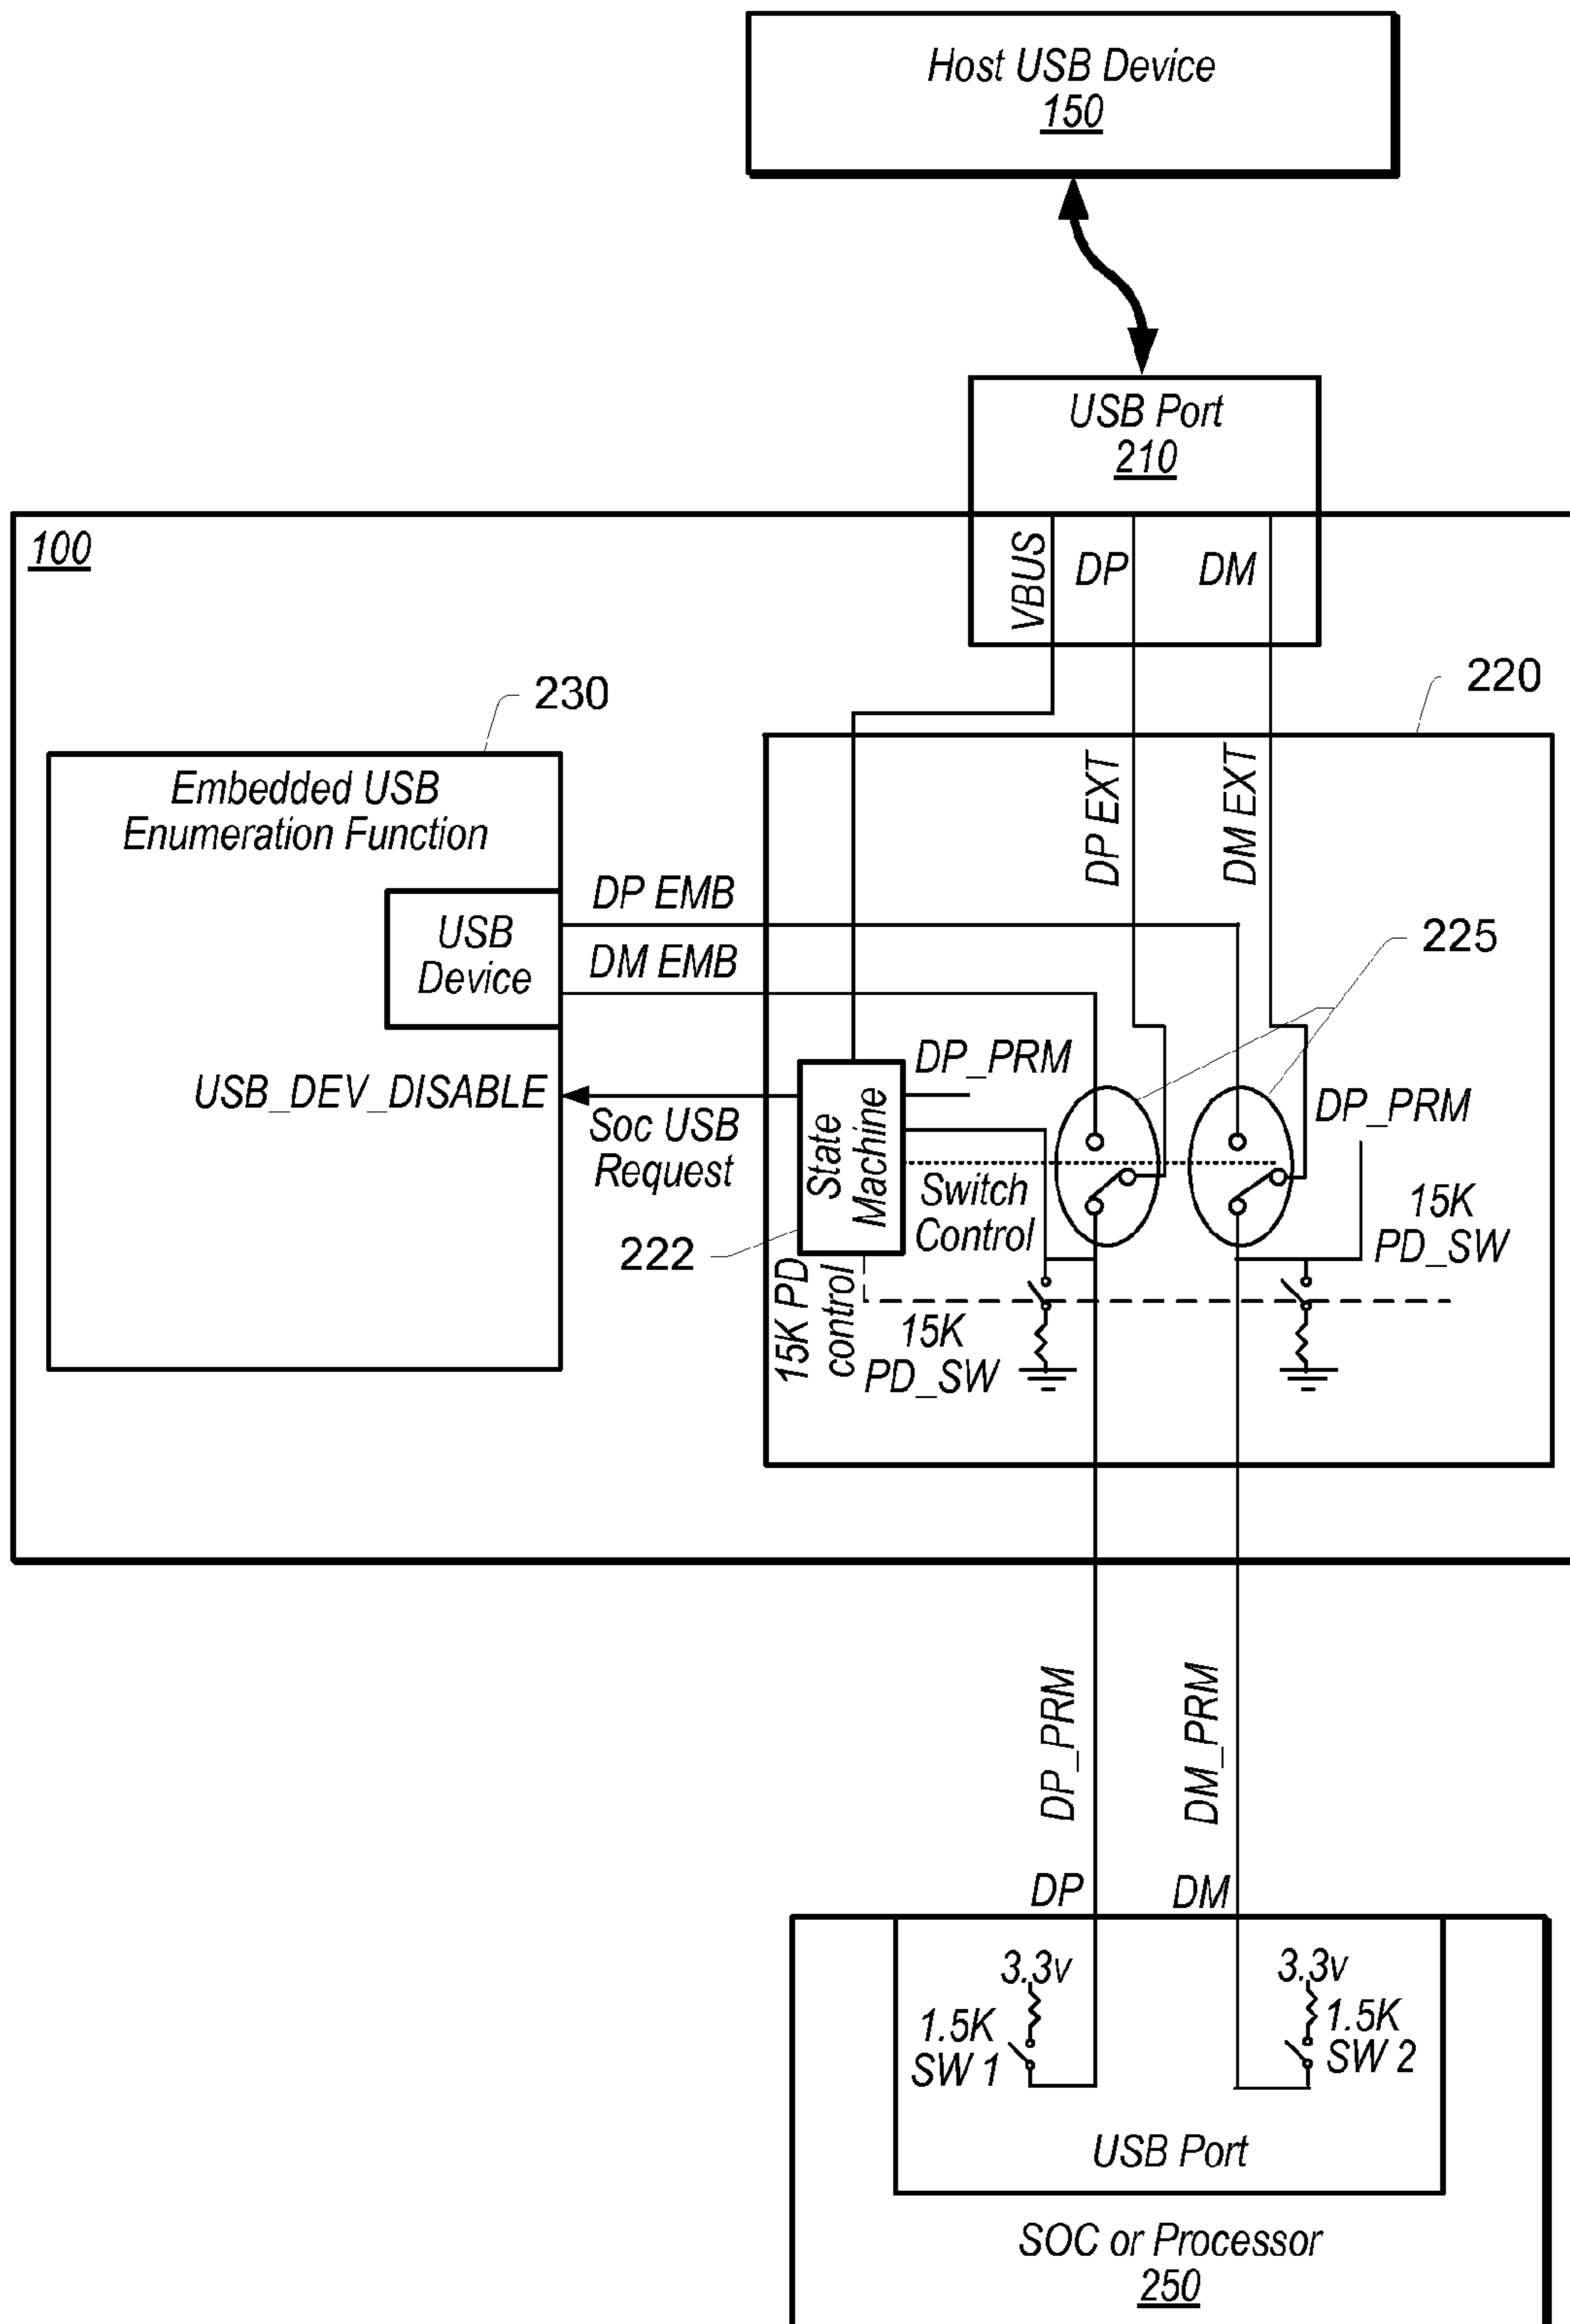 Host USB Device
150
USB Port
210
100
VBUS
DP
DM
220
230
Embedded USB
Enumeration Function
DP EXT
DM EXT
DP EMB
USB
Device
DM EMB
225
DP_PRM
USB_DEV_DISABLE
Soc USB
Request
State
Machine
DP_PRM
Switch
Control
15K
PD_SW
222
15K PD
control
15K
PD_SW
DP_PRM
DM_PRM
DP
DM
3.3v
3.3v
1.5K
SW 1
1.5K
SW 2
USB Port
SOC or Processor
250